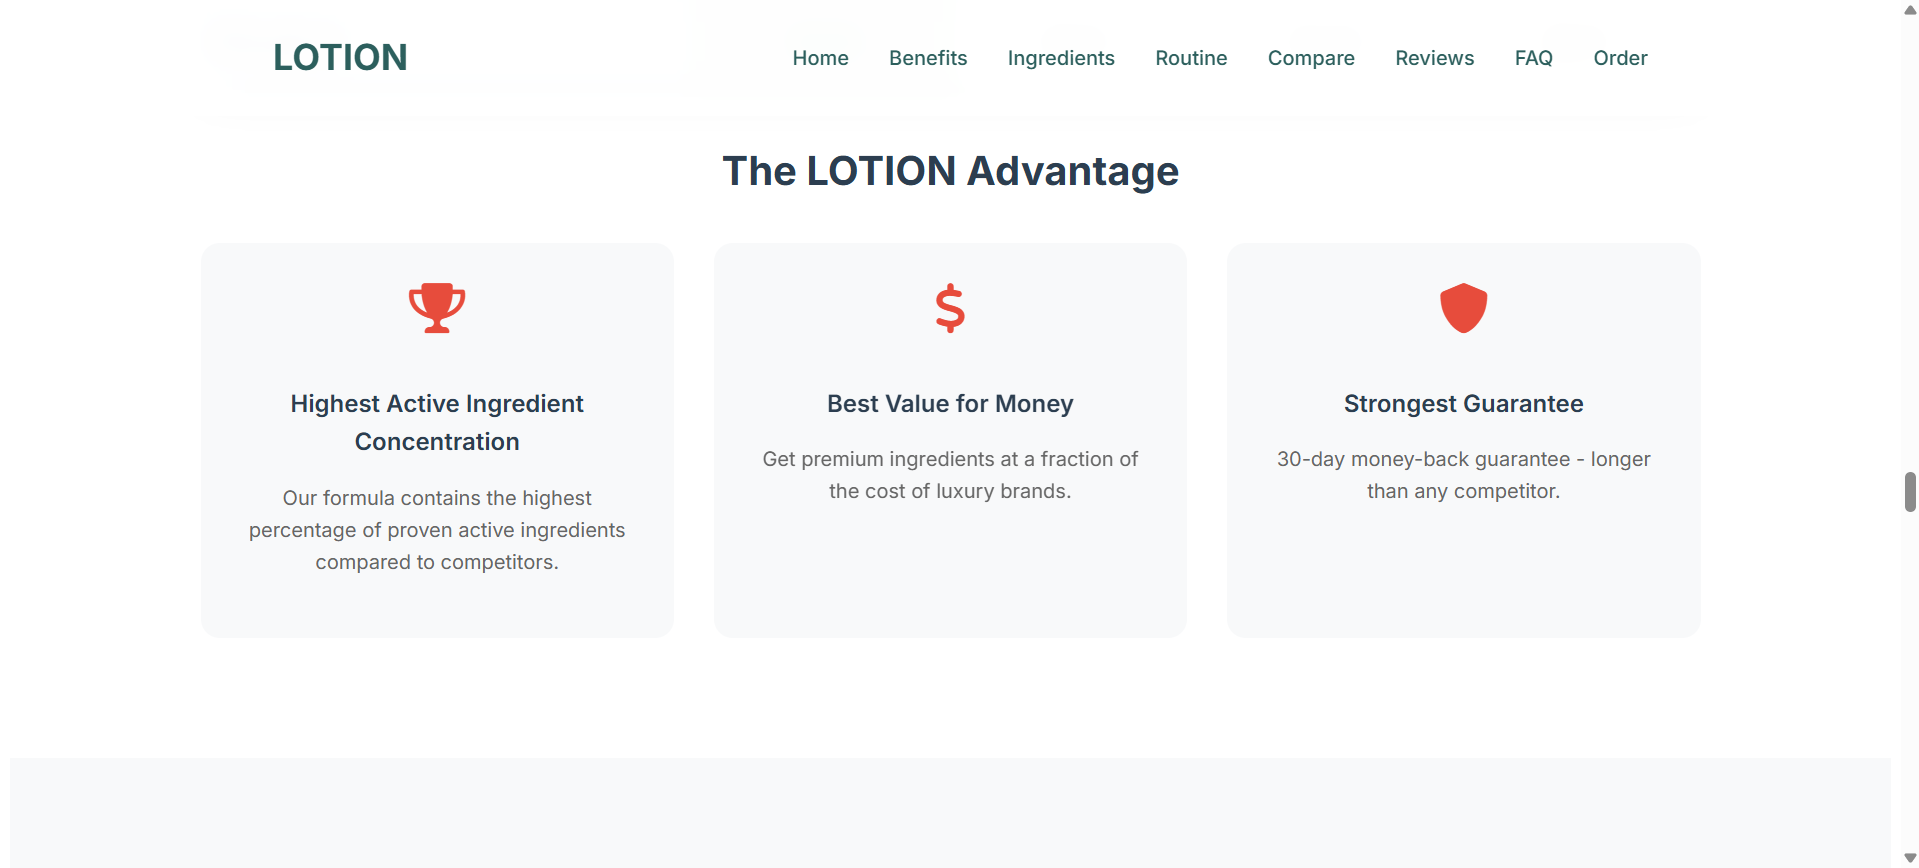 LOTION
Home Benefits Ingredients Routine Compare Reviews FAQ Order
The LOTION Advantage
Highest Active Ingredient
Concentration
Our formula contains the highest
percentage of proven active ingredients
compared to competitors.
Best Value for Money
Get premium ingredients at a fraction of
the cost of luxury brands.
Strongest Guarantee
30-day money-back guarantee - longer
than any competitor.